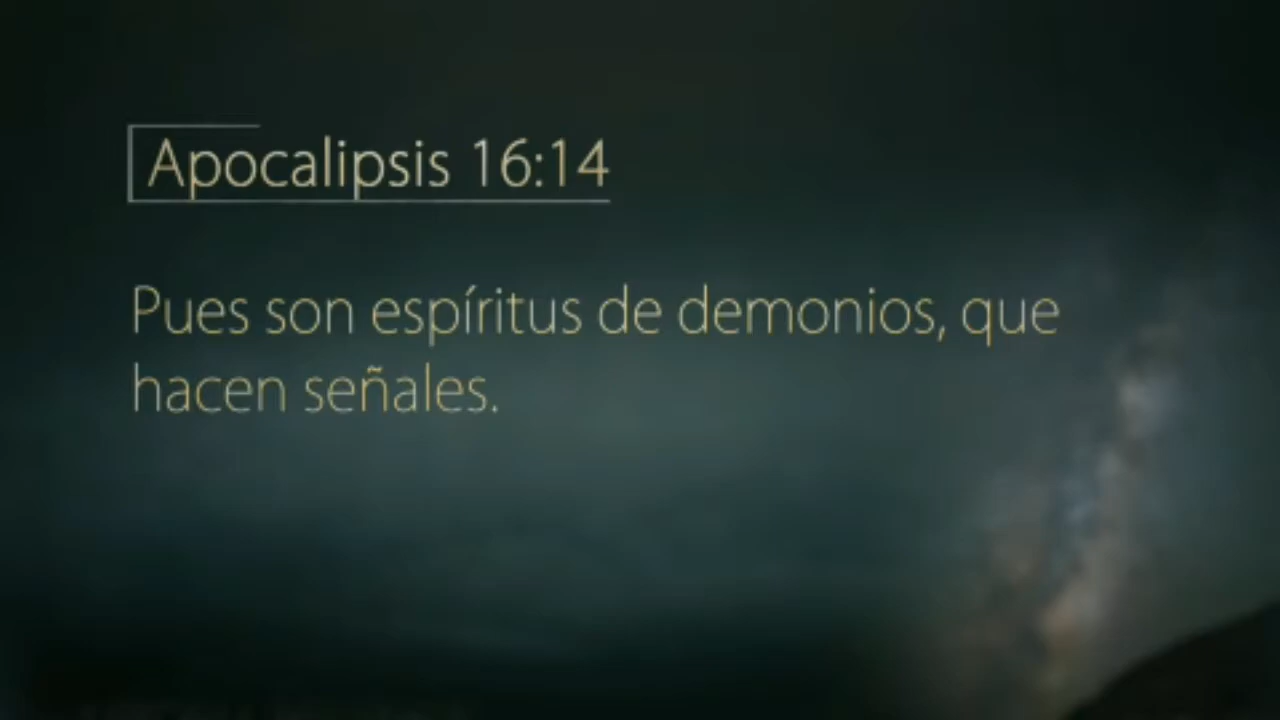 Apocalipsis 16:14
Pues son espíritus de demonios, que
hacen señales.